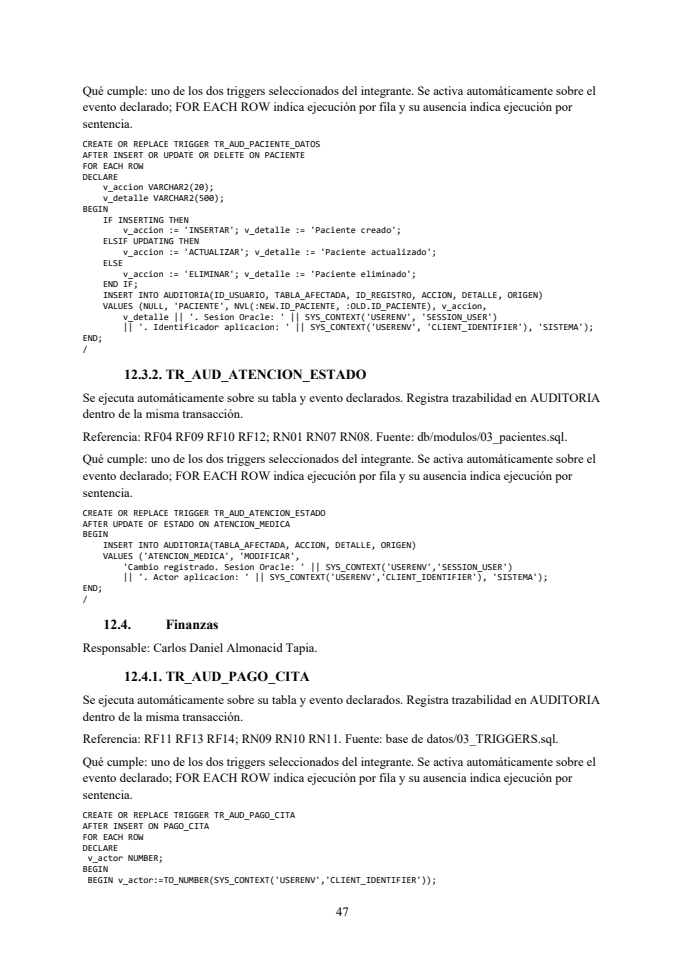 Qué cumple: uno de los dos triggers seleccionados del integrante. Se activa automáticamente sobre el
evento declarado; FOR EACH ROW indica ejecución por fila y su ausencia indica ejecución por
sentencia.
CREATE OR REPLACE TRIGGER TR_AUD_PACIENTE_DATOS
AFTER INSERT OR UPDATE OR DELETE ON PACIENTE
FOR EACH ROW
DECLARE
    v_accion VARCHAR2(20);
    v_detalle VARCHAR2(500);
BEGIN
    IF INSERTING THEN
        v_accion := 'INSERTAR'; v_detalle := 'Paciente creado';
    ELSIF UPDATING THEN
        v_accion := 'ACTUALIZAR'; v_detalle := 'Paciente actualizado';
    ELSE
        v_accion := 'ELIMINAR'; v_detalle := 'Paciente eliminado';
    END IF;
    INSERT INTO AUDITORIA(ID_USUARIO, TABLA_AFECTADA, ID_REGISTRO, ACCION, DETALLE, ORIGEN)
    VALUES (NULL, 'PACIENTE', NVL(:NEW.ID_PACIENTE, :OLD.ID_PACIENTE), v_accion,
        v_detalle || '. Sesion Oracle: ' || SYS_CONTEXT('USERENV', 'SESSION_USER')
        || '. Identificador aplicacion: ' || SYS_CONTEXT('USERENV', 'CLIENT_IDENTIFIER'), 'SISTEMA');
END;
/
12.3.2. TR_AUD_ATENCION_ESTADO
Se ejecuta automáticamente sobre su tabla y evento declarados. Registra trazabilidad en AUDITORIA
dentro de la misma transacción.
Referencia: RF04 RF09 RF10 RF12; RN01 RN07 RN08. Fuente: db/modulos/03_pacientes.sql.
Qué cumple: uno de los dos triggers seleccionados del integrante. Se activa automáticamente sobre el
evento declarado; FOR EACH ROW indica ejecución por fila y su ausencia indica ejecución por
sentencia.
CREATE OR REPLACE TRIGGER TR_AUD_ATENCION_ESTADO
AFTER UPDATE OF ESTADO ON ATENCION_MEDICA
BEGIN
    INSERT INTO AUDITORIA(TABLA_AFECTADA, ACCION, DETALLE, ORIGEN)
    VALUES ('ATENCION_MEDICA', 'MODIFICAR',
        'Cambio registrado. Sesion Oracle: ' || SYS_CONTEXT('USERENV','SESSION_USER')
        || '. Actor aplicacion: ' || SYS_CONTEXT('USERENV','CLIENT_IDENTIFIER'), 'SISTEMA');
END;
/
12.4. Finanzas
Responsable: Carlos Daniel Almonacid Tapia.
12.4.1. TR_AUD_PAGO_CITA
Se ejecuta automáticamente sobre su tabla y evento declarados. Registra trazabilidad en AUDITORIA
dentro de la misma transacción.
Referencia: RF11 RF13 RF14; RN09 RN10 RN11. Fuente: base de datos/03_TRIGGERS.sql.
Qué cumple: uno de los dos triggers seleccionados del integrante. Se activa automáticamente sobre el
evento declarado; FOR EACH ROW indica ejecución por fila y su ausencia indica ejecución por
sentencia.
CREATE OR REPLACE TRIGGER TR_AUD_PAGO_CITA
AFTER INSERT ON PAGO_CITA
FOR EACH ROW
DECLARE
 v_actor NUMBER;
BEGIN
 BEGIN v_actor:=TO_NUMBER(SYS_CONTEXT('USERENV','CLIENT_IDENTIFIER'));
47